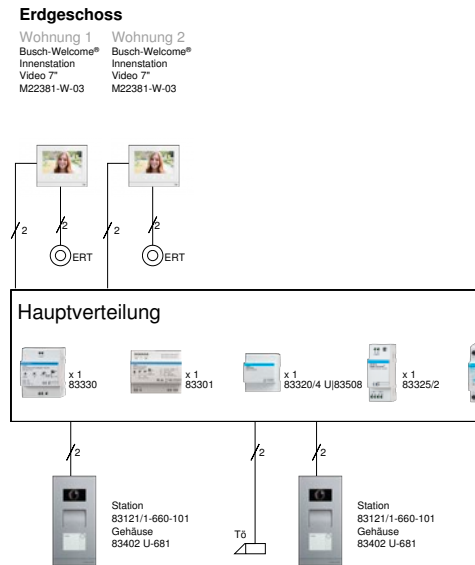 Erdgeschoss
Wohnung 1 Wohnung 2
Busch-Welcome® Busch-Welcome®
Innenstation Innenstation
Video 7" Video 7"
M22381-W-03 M22381-W-03
2 2 2 2
ERT ERT
Hauptverteilung
x 1 x 1 x 1 x 1
83330 83301 83320/4 U|83508 83325/2
2 2 2
Station Station
83121/1-660-101 83121/1-660-101
Gehäuse Gehäuse
83402 U-681 83402 U-681
Tö